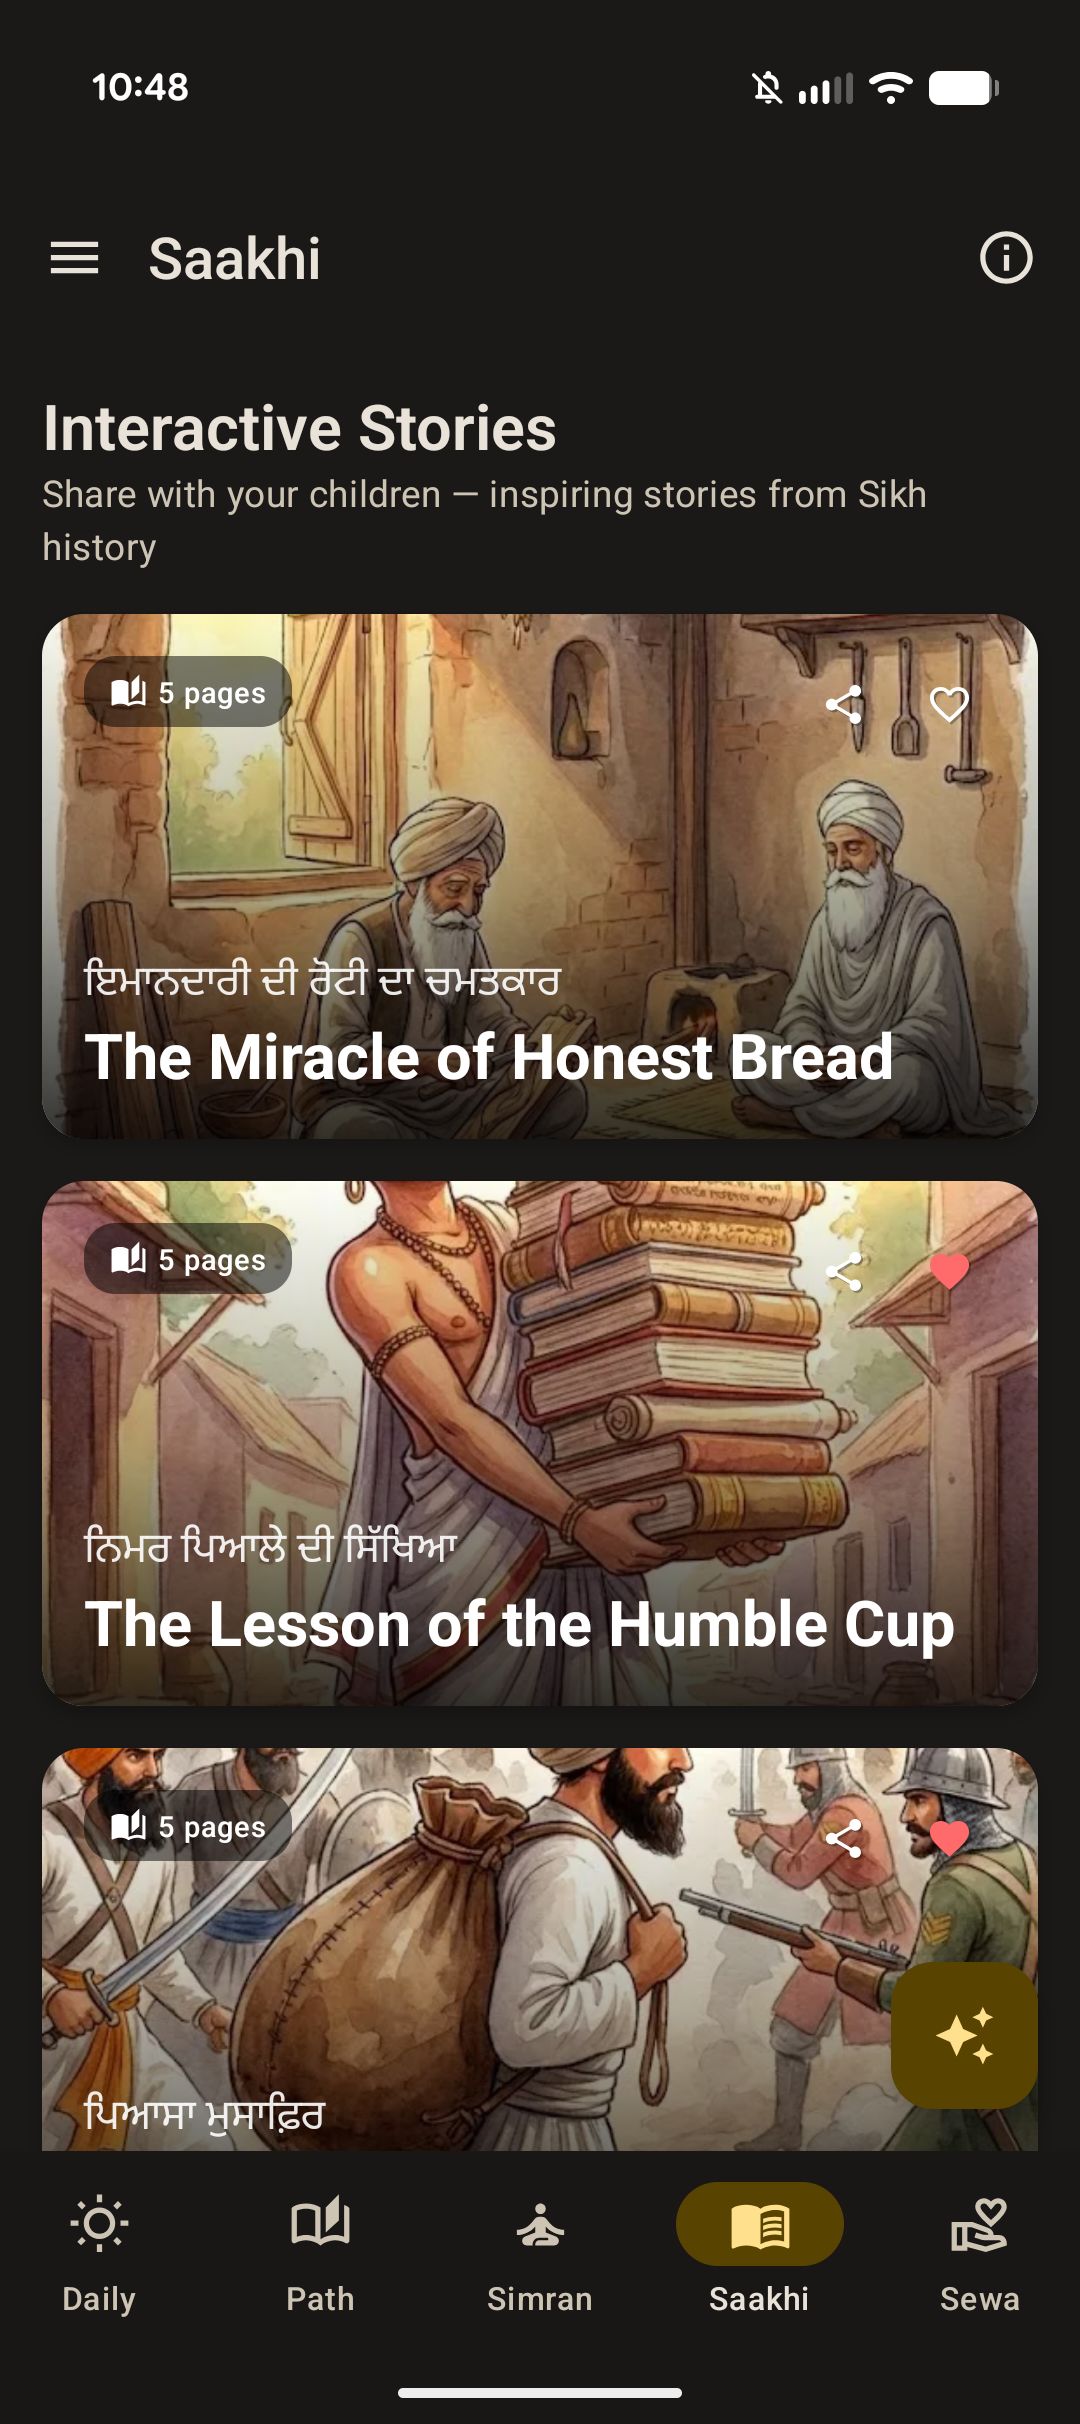 10:48
Saakhi
Interactive Stories
Share with your children — inspiring stories from Sikh
history
5 pages
ਇਮਾਨਦਾਰੀ ਦੀ ਰੋਟੀ ਦਾ ਚਮਤਕਾਰ
The Miracle of Honest Bread
5 pages
ਨਿਮਰ ਪਿਆਲੇ ਦੀ ਸਿੱਖਿਆ
The Lesson of the Humble Cup
5 pages
ਪਿਆਸਾ ਮੁਸਾਫ਼ਿਰ
Daily
Path
Simran
Saakhi
Sewa